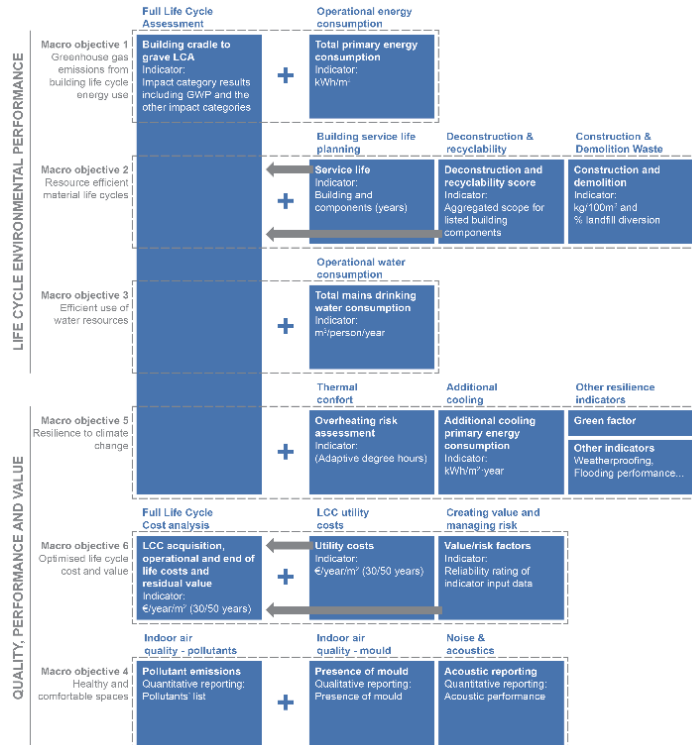 Full Life Cycle
Assessment
Operational energy
consumption
LIFE CYCLE ENVIRONMENTAL PERFORMANCE
Macro objective 1
Greenhouse gas
emissions from
building life cycle
energy use
Building cradle to
grave LCA
Indicator:
Impact category results
including GWP and the
other impact categories
+
Total primary energy
consumption
Indicator:
kWh/m²
Building service life
planning
Deconstruction &
recyclability
Construction &
Demolition Waste
Macro objective 2
Resource efficient
material life cycles
+
Service life
Indicator:
Building and
components (years)
Deconstruction and
recyclability score
Indicator:
Aggregated scope for
listed building
components
Construction and
demolition
Indicator:
kg/100m² and
% landfill diversion
Operational water
consumption
Macro objective 3
Efficient use of
water resources
+
Total mains drinking
water consumption
Indicator:
m³/person/year
QUALITY, PERFORMANCE AND VALUE
Thermal
confort
Additional
cooling
Other resilience
indicators
Macro objective 5
Resilience to climate
change
+
Overheating risk
assessment
Indicator:
(Adaptive degree hours)
Additional cooling
primary energy
consumption
Indicator:
kWh/m²·year
Green factor
Other indicators
Weatherproofing,
Flooding performance...
Full Life Cycle
Cost analysis
LCC utility
costs
Creating value and
managing risk
Macro objective 6
Optimised life cycle
cost and value
LCC acquisition,
operational and end of
life costs and
residual value
Indicator:
€/year/m² (30/50 years)
Utility costs
Indicator:
€/year/m² (30/50 years)
Value/risk factors
Indicator:
Reliability rating of
indicator input data
Indoor air
quality - pollutants
Indoor air
quality - mould
Noise &
acoustics
Macro objective 4
Healthy and
comfortable spaces
Pollutant emissions
Quantitative reporting:
Pollutants' list
+
Presence of mould
Qualitative reporting:
Presence of mould
Acoustic reporting
Quantitative reporting:
Acoustic performance